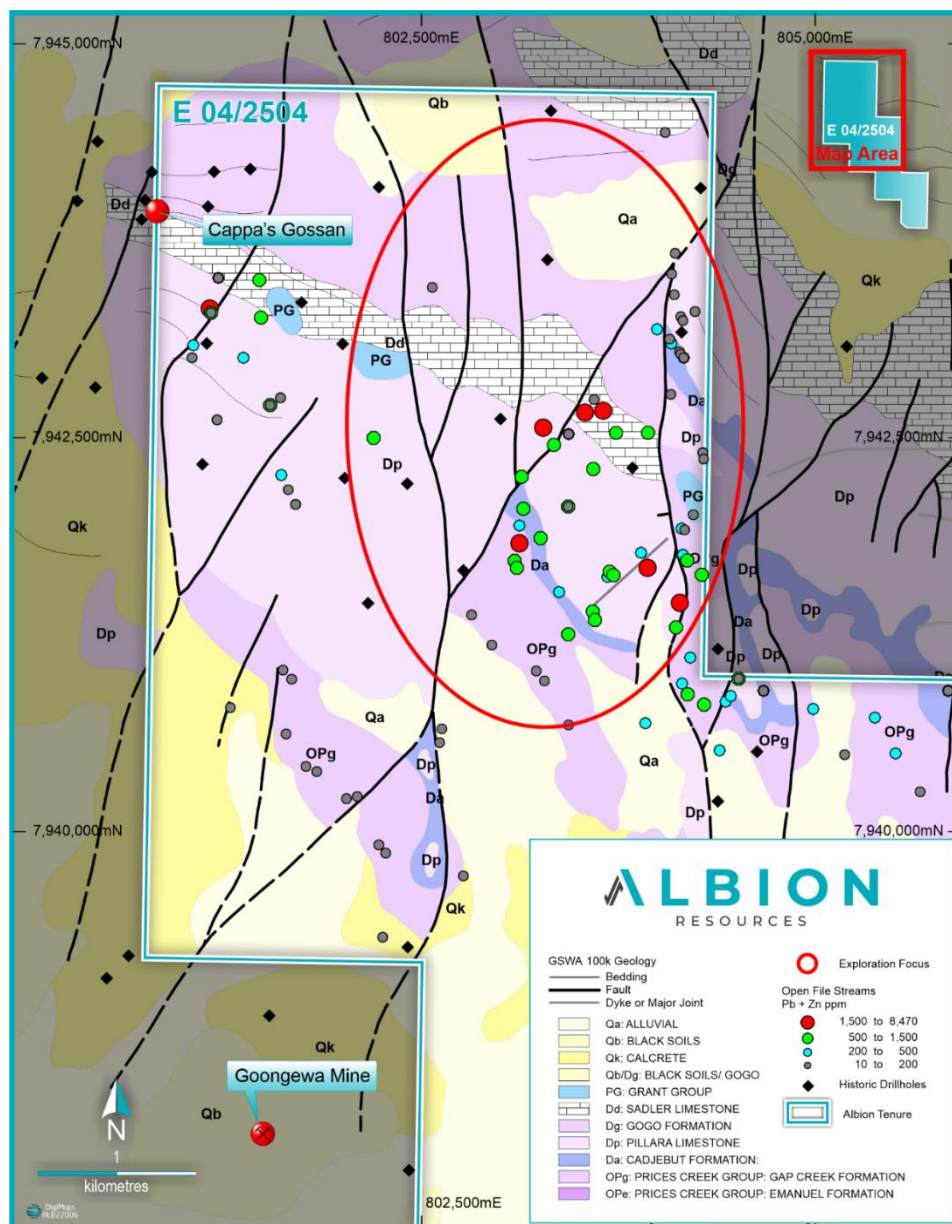 802,500mE
805,000mE
7,945,000mN
Dd
Qb
E 04/2504
E 04/2504
Map Area
Dg
Dd
Qa
Cappa's Gossan
Qk
PG
Dd
PG
Da
7,942,500mN
Dp
7,942,500mN
Dp
Dp
PG
Qk
Da
Dp
Dp
Da
Dp
OPg
Dp
Dp
Qa
OPg
Qa
OPg
OPg
Dp
Da
Dp
7,940,000mN
7,940,000mN
Dp
Qk
Qk
Goongewa Mine
Qb
N
1
kilometres
802,500mE
DigMaps
ALB22006
ALBION
RESOURCES
GSWA 100k Geology
Bedding
Fault
Dyke or Major Joint
Qa: ALLUVIAL
Qb: BLACK SOILS
Qk: CALCRETE
Qb/Dg: BLACK SOILS/ GOGO
PG: GRANT GROUP
Dd: SADLER LIMESTONE
Dg: GOGO FORMATION
Dp: PILLARA LIMESTONE
Da: CADJEBUT FORMATION:
OPg: PRICES CREEK GROUP: GAP CREEK FORMATION
OPe: PRICES CREEK GROUP: EMANUEL FORMATION
Exploration Focus
Open File Streams
Pb + Zn ppm
1,500 to 8,470
500 to 1,500
200 to 500
10 to 200
Historic Drillholes
Albion Tenure